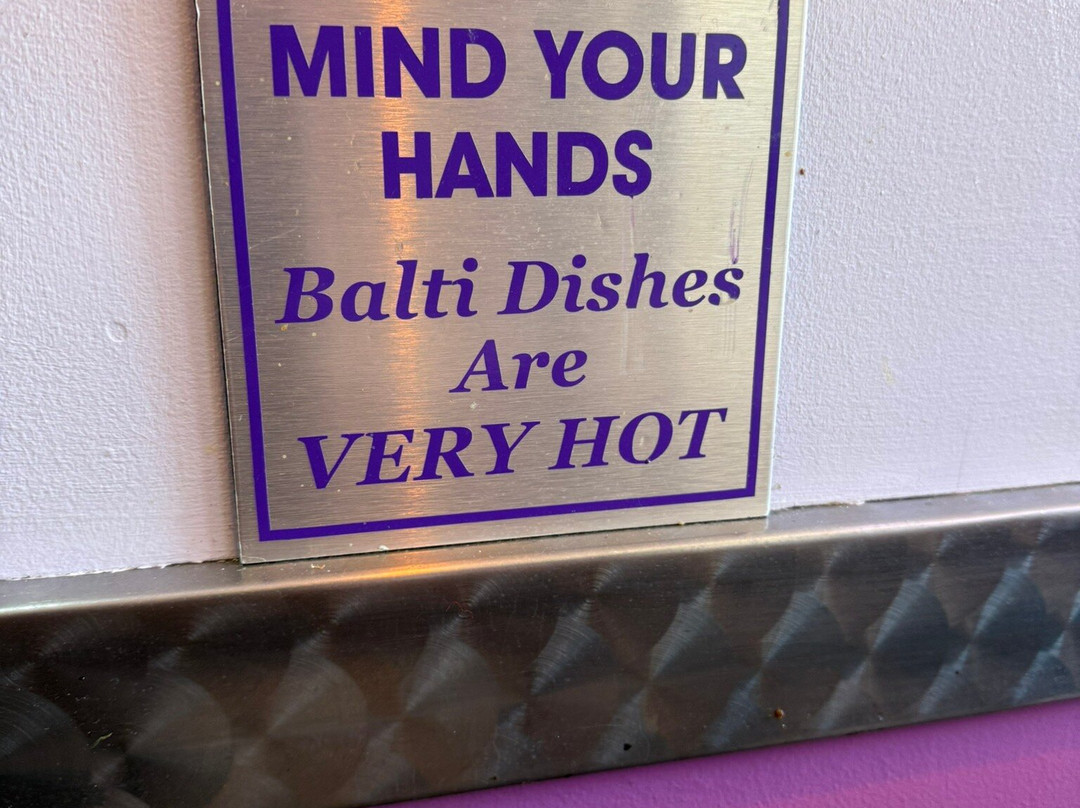 MIND YOUR
HANDS
Balti Dishes
Are
VERY HOT